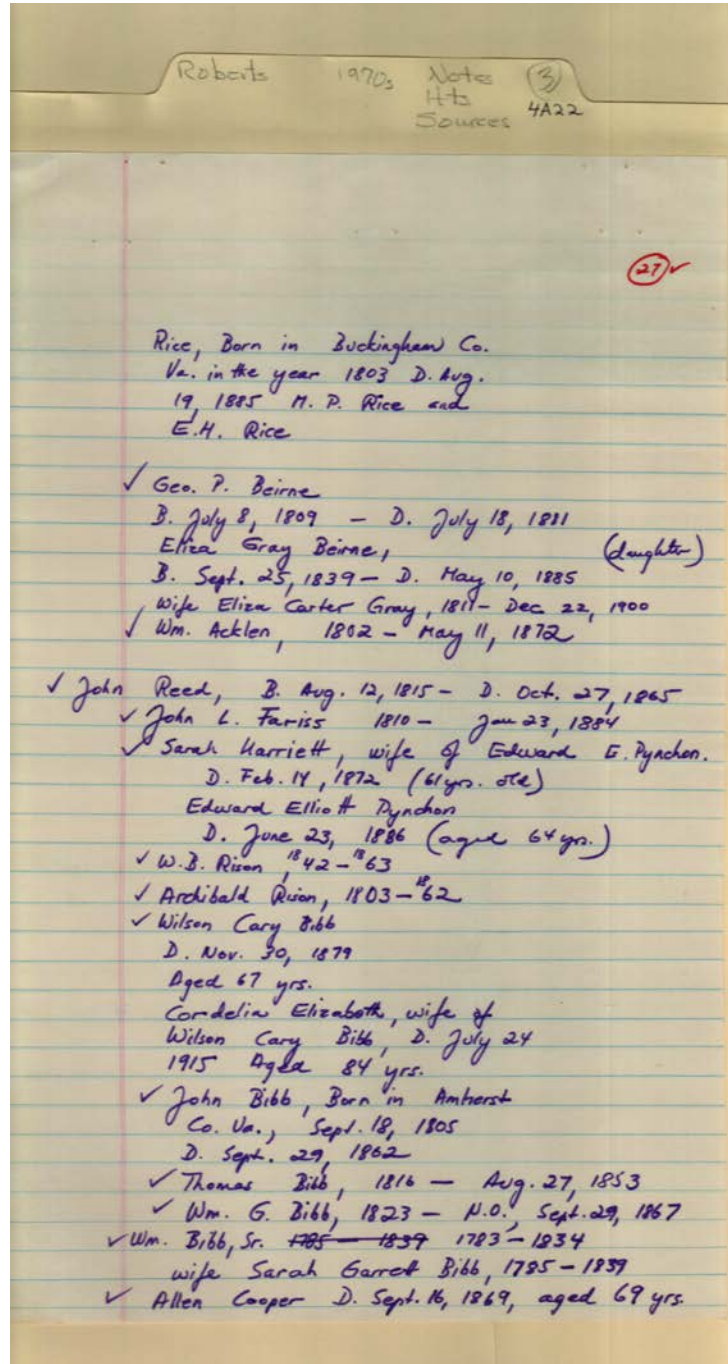 Roberts 1970s Notes (3)
Hts 4A22
Sources
(27) ✓
Rice, Born in Buckingham Co.
Va. in the year 1803 D. Aug.
19, 1885 M. P. Rice and
E.H. Rice
✓ Geo. P. Beirne
B. July 8, 1809 — D. July 18, 1881
Eliza Gray Beirne, (daughter)
B. Sept. 25, 1839 — D. May 10, 1885
wife Eliza Carter Gray, 1811 — Dec 22, 1900
✓ Wm. Acklen, 1802 — May 11, 1872
✓ John Reed, B. Aug. 12, 1815 — D. Oct. 27, 1865
✓ John L. Fariss 1810 — Jan 23, 1884
✓ Sarah Harriett, wife of Edward E. Pynchon.
D. Feb. 14, 1872 (61 yrs. old)
Edward Elliott Pynchon
D. June 23, 1886 (aged 64 yrs.)
✓ W.B. Rison, 1842 — 1863
✓ Archibald Rison, 1803 — 1862
✓ Wilson Cary Bibb
D. Nov. 30, 1879
Aged 67 yrs.
Cordelia Elizabeth, wife of
Wilson Cary Bibb, D. July 24
1915 Aged 84 yrs.
✓ John Bibb, Born in Amherst
Co. Va., Sept. 18, 1805
D. Sept. 29, 1862
✓ Thomas Bibb, 1816 — Aug. 27, 1853
✓ Wm. G. Bibb, 1823 — N.O., Sept. 29, 1867
✓ Wm. Bibb, Sr. 1785 — 1839 1783 — 1834
wife Sarah Garrett Bibb, 1785 — 1839
✓ Allen Cooper D. Sept. 16, 1869, aged 69 yrs.